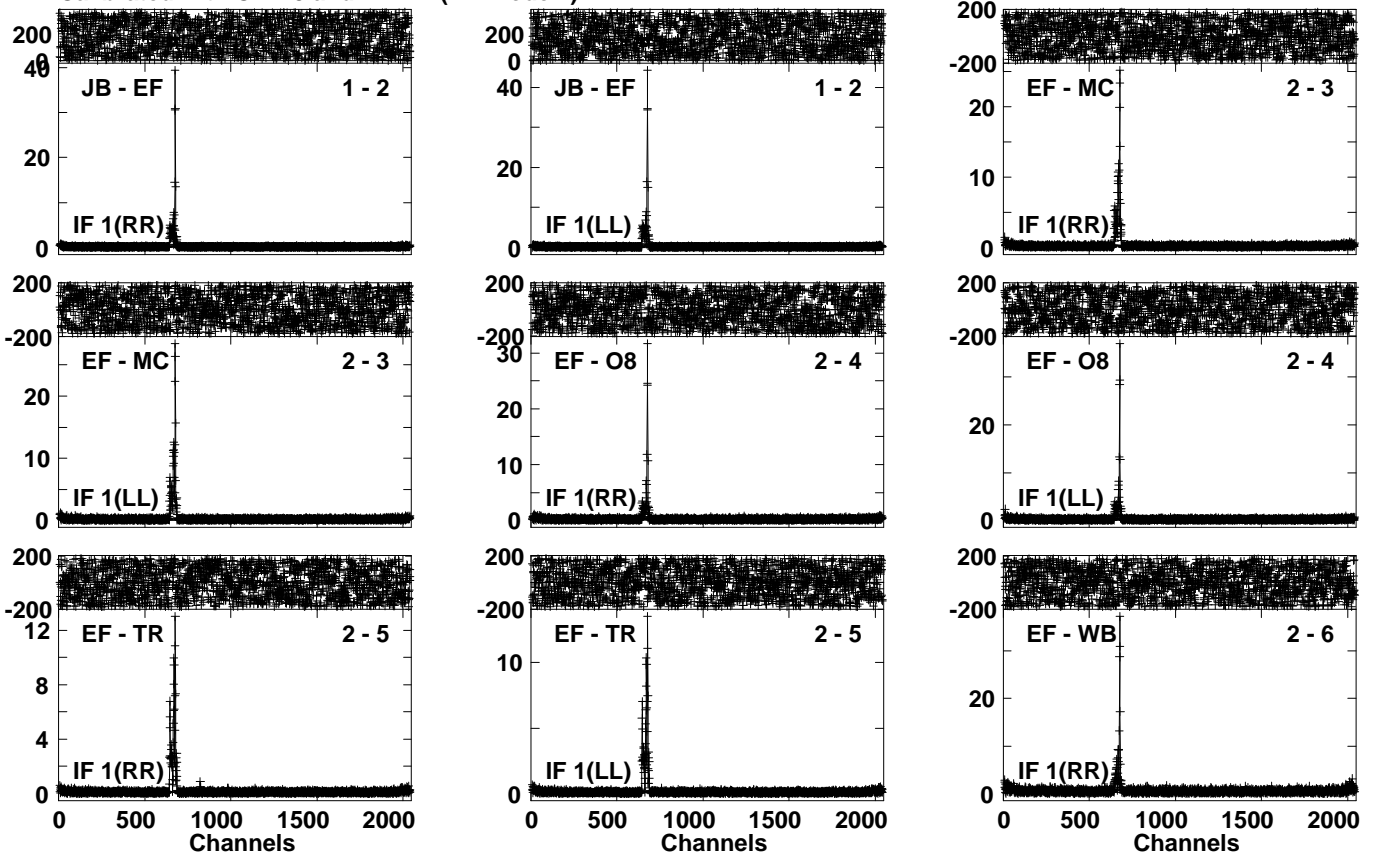 200
0
40
20
0
JB - EF
1 - 2
IF 1(RR)
200
0
40
20
0
JB - EF
1 - 2
IF 1(LL)
200
-200
20
10
0
EF - MC
2 - 3
IF 1(RR)
200
-200
20
10
0
EF - MC
2 - 3
IF 1(LL)
200
-200
30
20
10
0
EF - O8
2 - 4
IF 1(RR)
200
-200
20
0
EF - O8
2 - 4
IF 1(LL)
200
-200
12
8
4
0
EF - TR
2 - 5
IF 1(RR)
0 500 1000 1500 2000
Channels
200
-200
10
0
EF - TR
2 - 5
IF 1(LL)
0 500 1000 1500 2000
Channels
200
-200
20
0
EF - WB
2 - 6
IF 1(RR)
0 500 1000 1500 2000
Channels